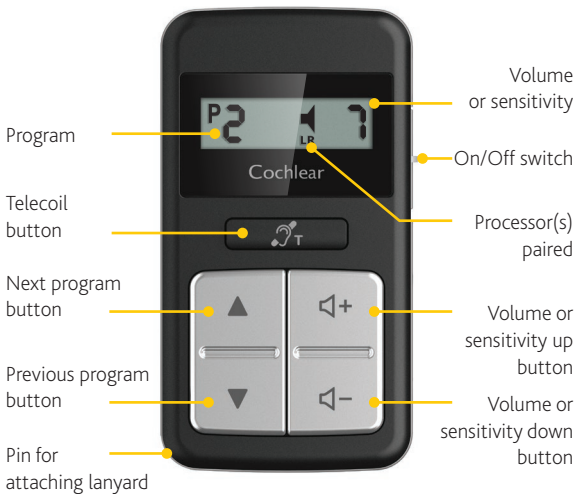 Program
Telecoil
button
Next program
button
Previous program
button
Pin for
attaching lanyard
P2 7
LR
Cochlear
T
+
−
Volume
or sensitivity
On/Off switch
Processor(s)
paired
Volume or
sensitivity up
button
Volume or
sensitivity down
button